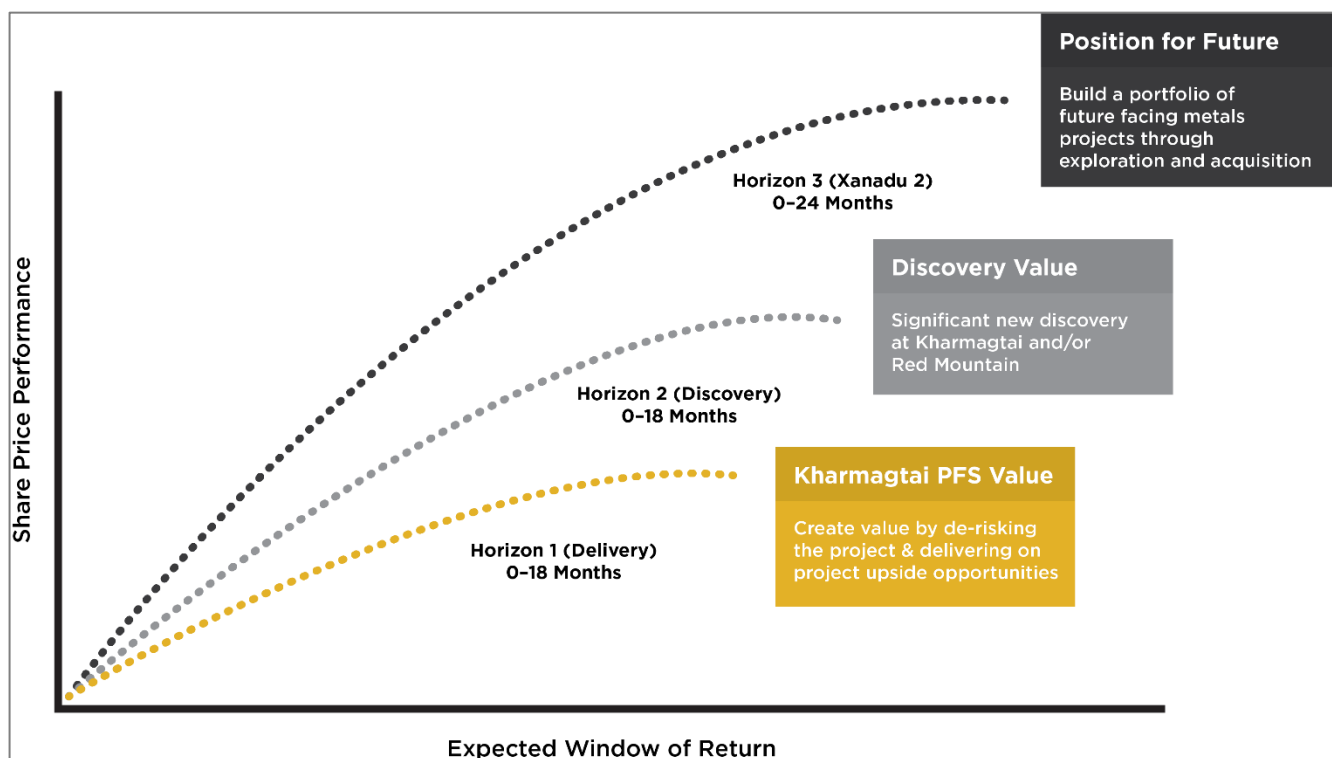 Position for Future
Build a portfolio of
future facing metals
projects through
exploration and acquisition
Horizon 3 (Xanadu 2)
0–24 Months
Discovery Value
Significant new discovery
at Kharmagtai and/or
Red Mountain
Horizon 2 (Discovery)
0–18 Months
Kharmagtai PFS Value
Create value by de-risking
the project & delivering on
project upside opportunities
Horizon 1 (Delivery)
0–18 Months
Share Price Performance
Expected Window of Return